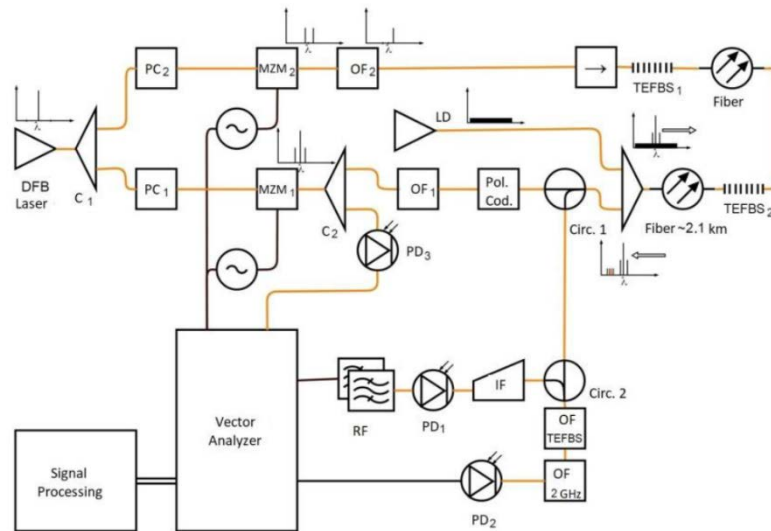 PC2
MZM2
OF2
→
TEFBS1
Fiber
λ
λ
λ
DFB
Laser
C 1
LD
λ
PC1
MZM1
λ
C2
OF1
Pol.
Cod.
Circ. 1
Fiber ~2.1 km
TEFBS2
PD3
λ
Vector
Analyzer
RF
PD1
IF
Circ. 2
OF
TEFBS
OF
2 GHz
PD2
Signal
Processing